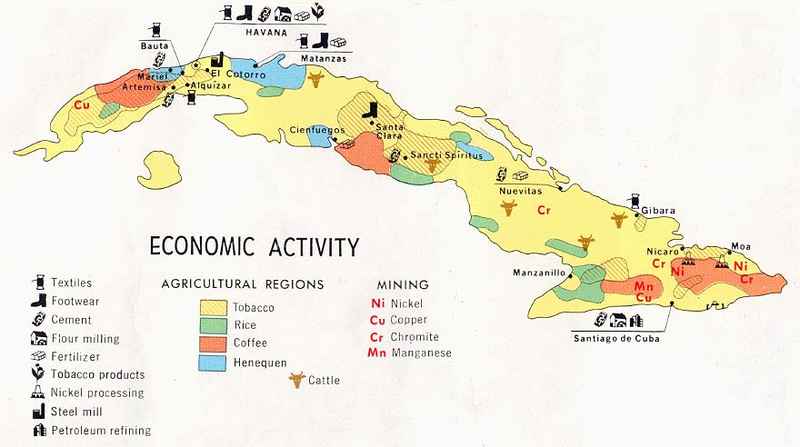 HAVANA
Bauta
Matanzas
Mariel
El Cotorro
Artemisa
Alquizar
Cu
Cienfuegos
Santa
Clara
Sancti Spiritus
Nuevitas
Cr
Gibara
Nicaro
Moa
Cr
Ni
Ni
Cr
Manzanillo
Mn
Cu
Santiago de Cuba
ECONOMIC ACTIVITY
Textiles
Footwear
Cement
Flour milling
Fertilizer
Tobacco products
Nickel processing
Steel mill
Petroleum refining
AGRICULTURAL REGIONS
Tobacco
Rice
Coffee
Henequen
Cattle
MINING
Ni Nickel
Cu Copper
Cr Chromite
Mn Manganese